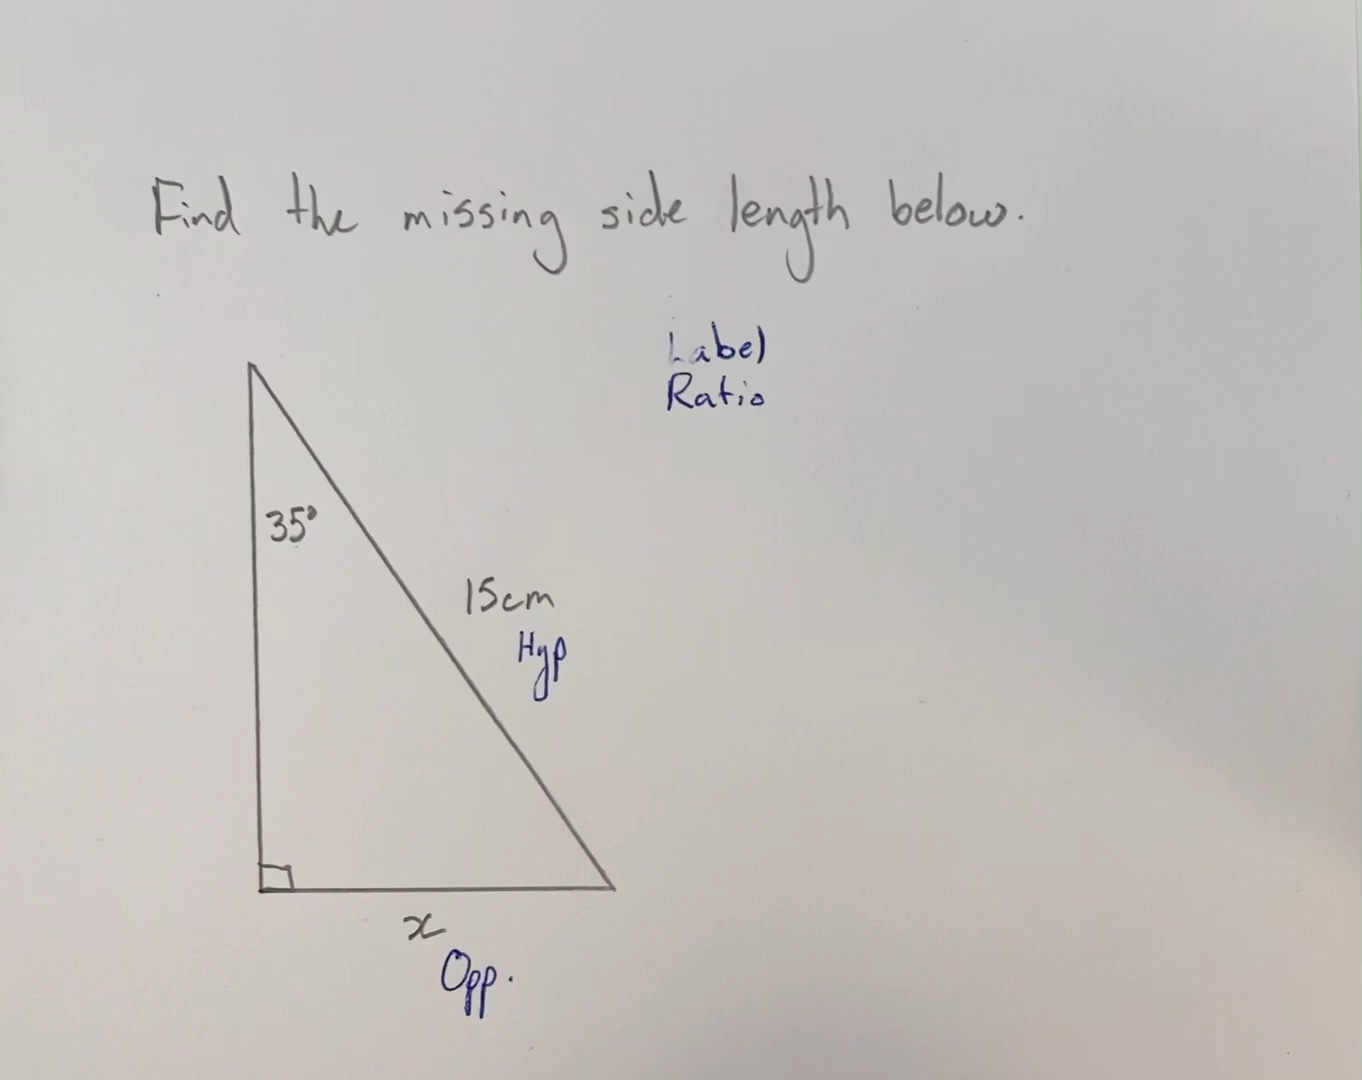 Find the missing side length below.
Label
Ratio
35°
15cm
Hyp
x
Opp.